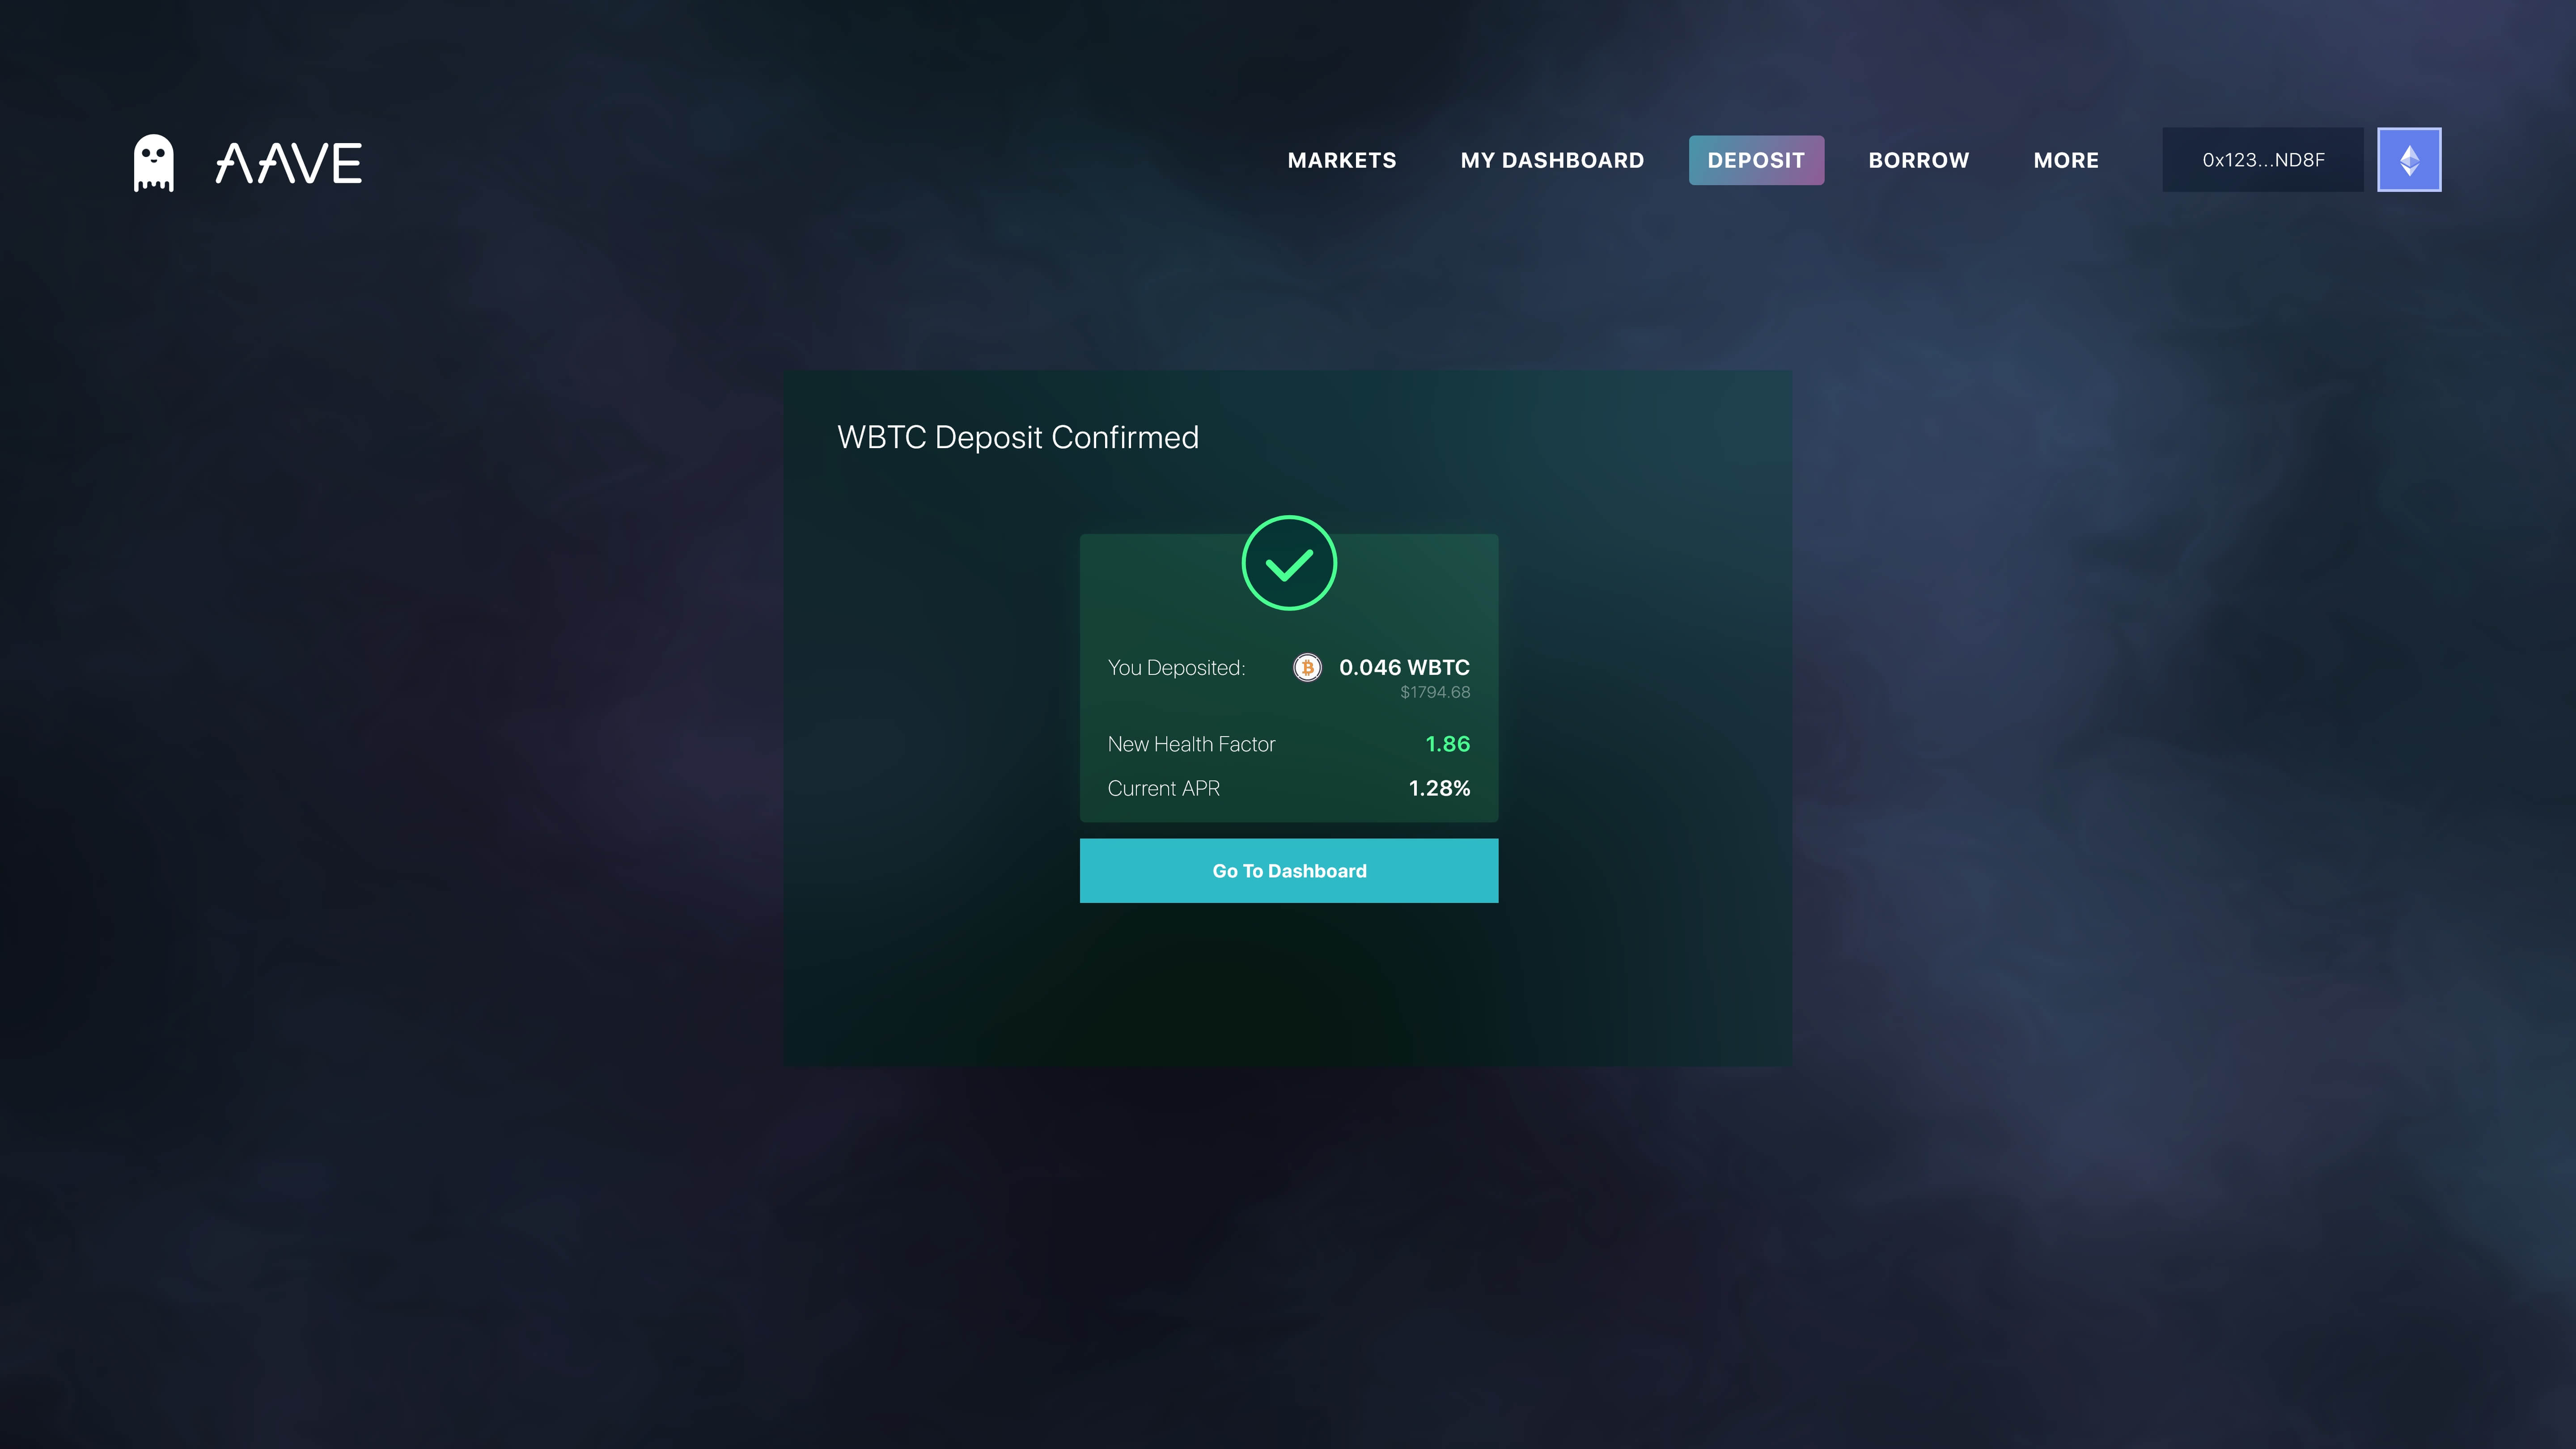 AAVE
MARKETS
MY DASHBOARD
DEPOSIT
BORROW
MORE
0x123...ND8F
WBTC Deposit Confirmed
You Deposited: 0.046 WBTC
$1794.68
New Health Factor 1.86
Current APR 1.28%
Go To Dashboard